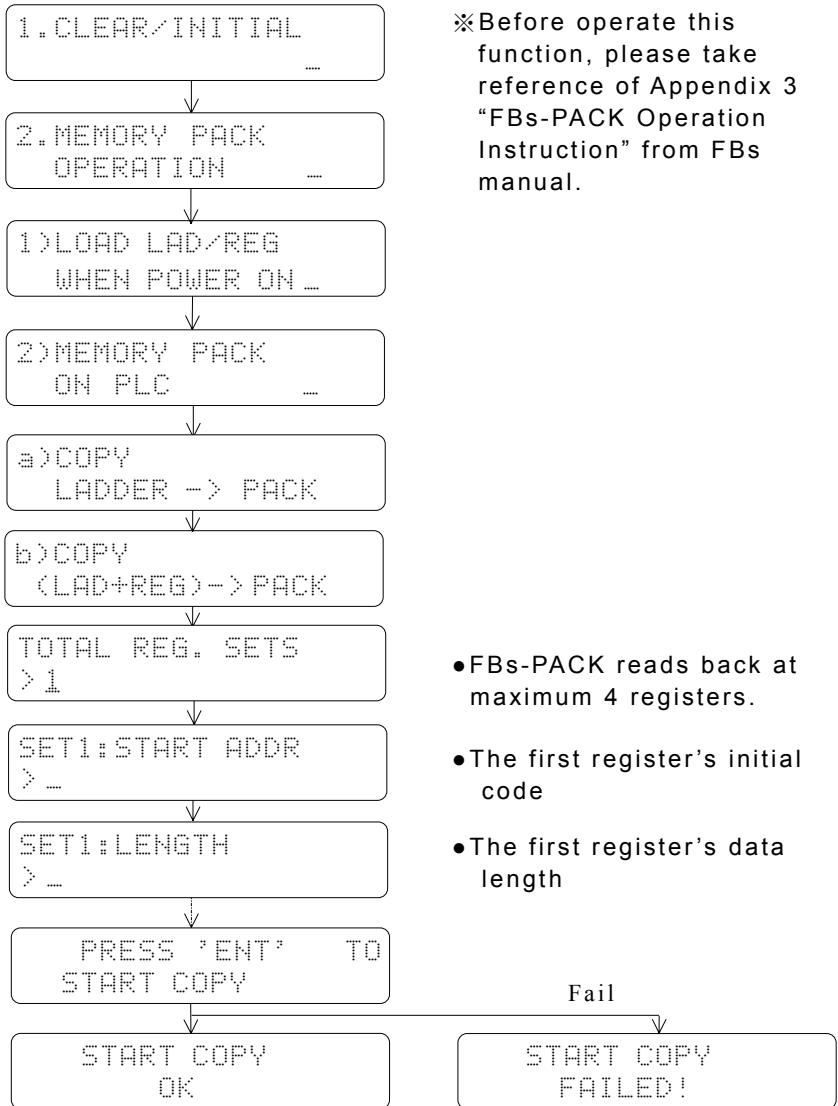 1.CLEAR/INITIAL
_
※Before operate this
function, please take
reference of Appendix 3
“FBs-PACK Operation
Instruction” from FBs
manual.
2.MEMORY PACK
OPERATION _
1)LOAD LAD/REG
WHEN POWER ON _
2)MEMORY PACK
ON PLC _
a)COPY
LADDER -> PACK
b)COPY
(LAD+REG)-> PACK
TOTAL REG. SETS
>1
●FBs-PACK reads back at
maximum 4 registers.
SET1:START ADDR
>_
●The first register’s initial
code
SET1:LENGTH
>_
●The first register’s data
length
PRESS ’ENT’ TO
START COPY
Fail
START COPY
OK
START COPY
FAILED!